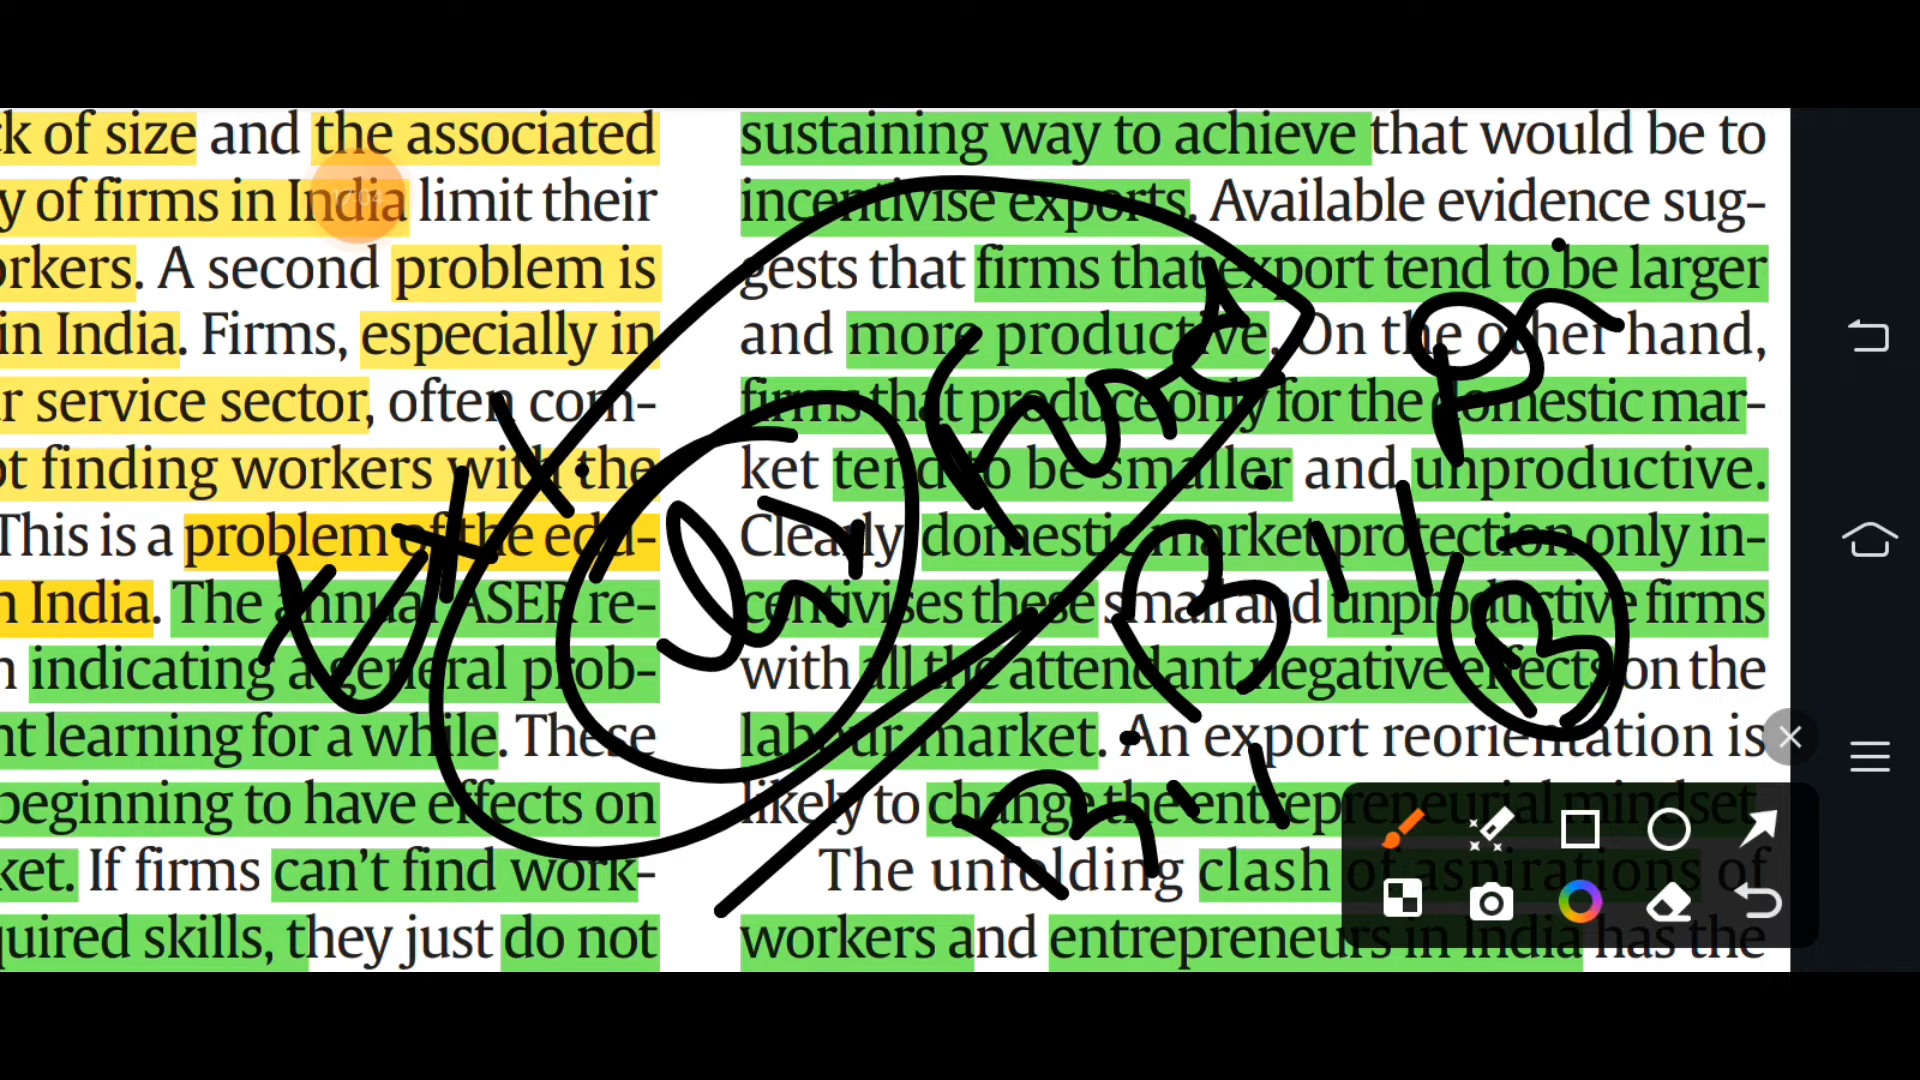 ck of size and the associated
y of firms in India limit their
orkers. A second problem is
in India. Firms, especially in
r service sector, often com-
ot finding workers with the
This is a problem of the edu-
n India. The annual ASER re-
n indicating a general prob-
nt learning for a while. These
beginning to have effects on
ket. If firms can't find work-
quired skills, they just do not
sustaining way to achieve that would be to
incentivise exports. Available evidence sug-
gests that firms that export tend to be larger
and more productive. On the other hand,
firms that produce only for the domestic mar-
ket tend to be smaller and unproductive.
Clearly domestic market protection only in-
centivises these small and unproductive firms
with all the attendant negative effects on the
labour market. An export reorientation is
likely to change the entrepreneurial mindset
The unfolding clash of aspirations of
workers and entrepreneurs in India has the
17:04